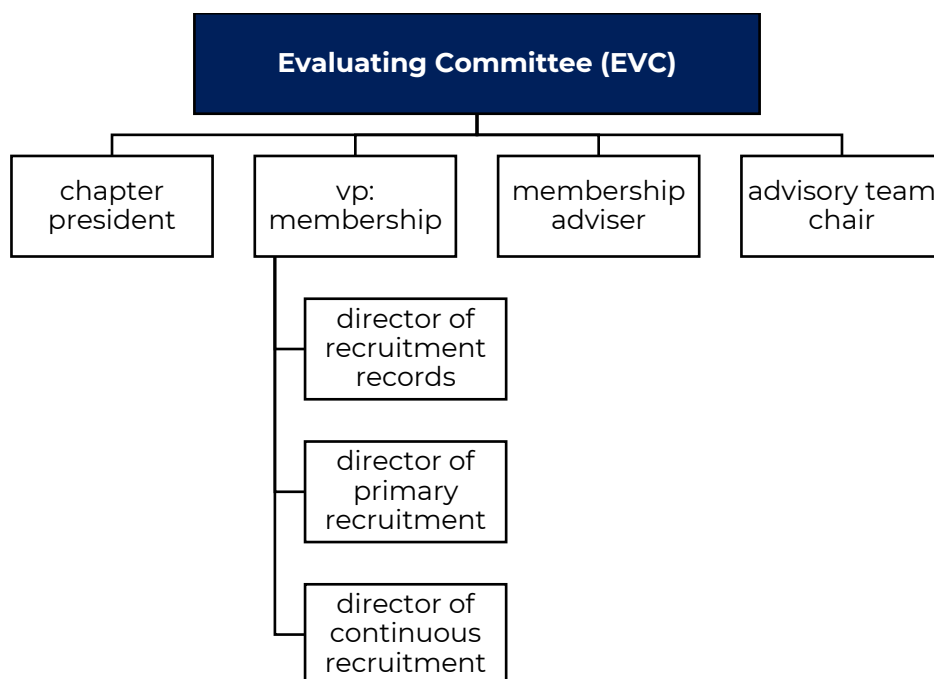 Evaluating Committee (EVC)
chapter
president
vp:
membership
membership
adviser
advisory team
chair
director of
recruitment
records
director of
primary
recruitment
director of
continuous
recruitment